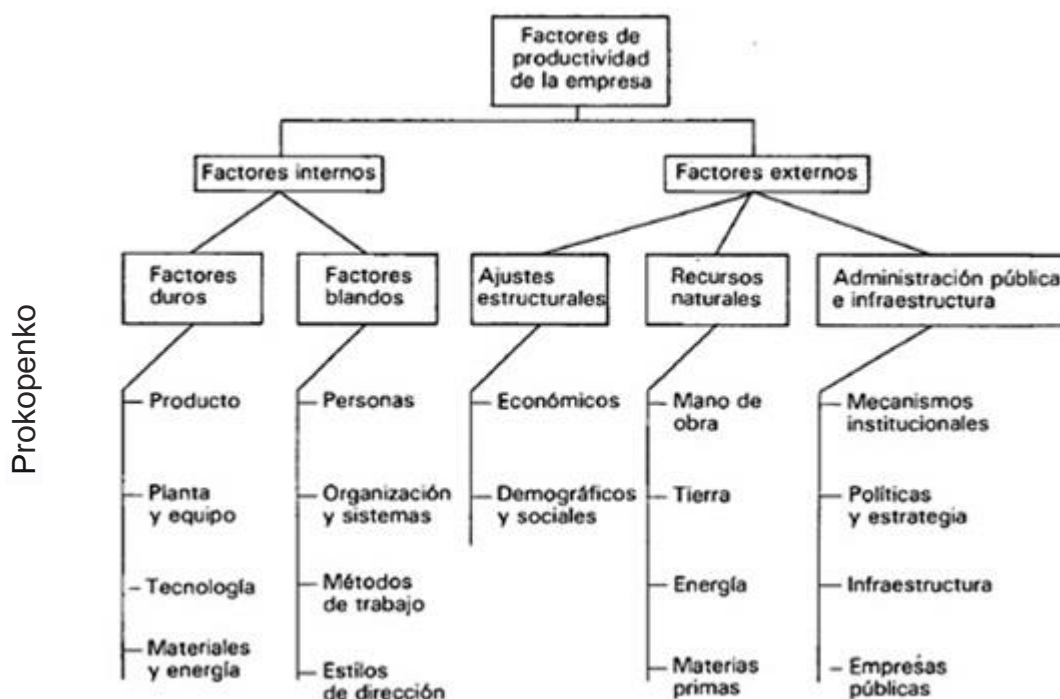 Prokopenko
Factores de
productividad
de la empresa
Factores internos
Factores externos
Factores
duros
Factores
blandos
Ajustes
estructurales
Recursos
naturales
Administración pública
e infraestructura
Producto
Planta
y equipo
Tecnología
Materiales
y energía
Personas
Organización
y sistemas
Métodos
de trabajo
Estilos
de dirección
Económicos
Demográficos
y sociales
Mano de
obra
Tierra
Energía
Materias
primas
Mecanismos
institucionales
Políticas
y estrategia
Infraestructura
Empresas
públicas